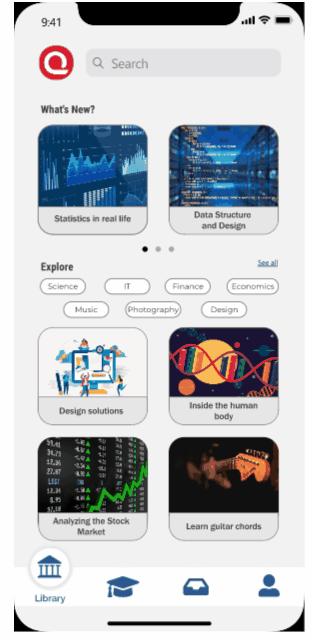 9:41
Search
What's New?
Statistics in real life
Data Structure
and Design
Explore
See all
Science
IT
Finance
Economics
Music
Photography
Design
Design solutions
Inside the human
body
Analyzing the Stock
Market
Learn guitar chords
Library